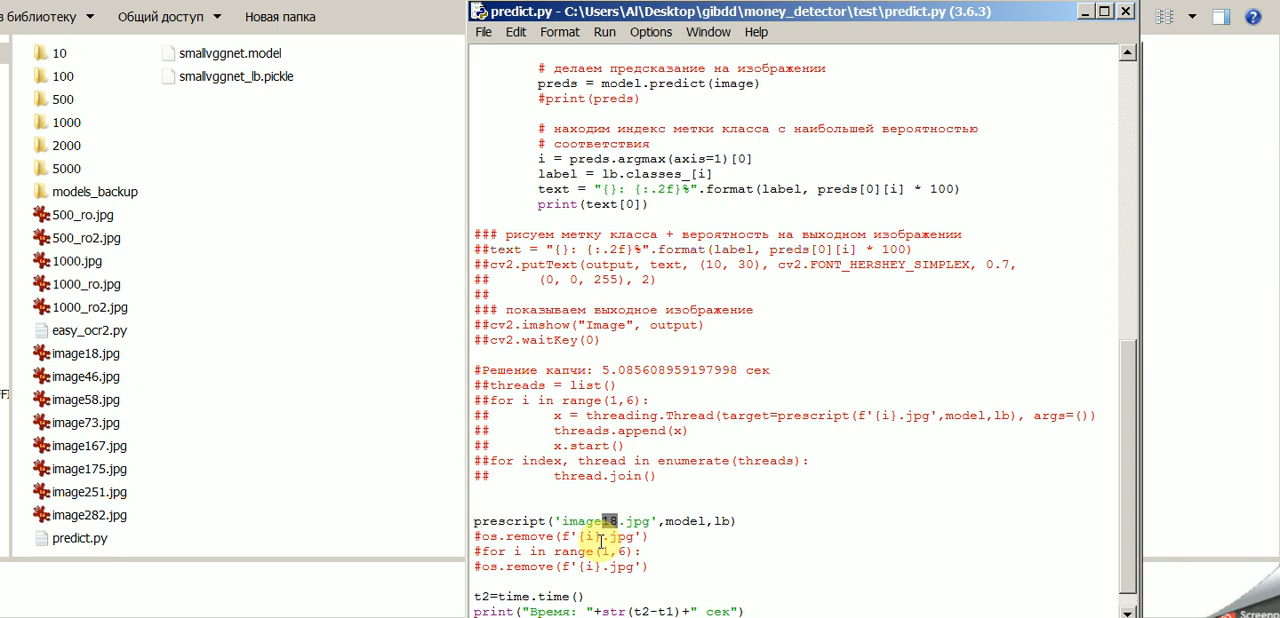 в библиотеку
Общий доступ
Новая папка
10
100
500
1000
2000
5000
models_backup
500_ro.jpg
500_ro2.jpg
1000.jpg
1000_ro.jpg
1000_ro2.jpg
easy_ocr2.py
image18.jpg
image46.jpg
image58.jpg
image73.jpg
image167.jpg
image175.jpg
image251.jpg
image282.jpg
predict.py
smallvggnet.model
smallvggnet_lb.pickle
predict.py - C:\Users\Al\Desktop\gibdd\money_detector\test\predict.py (3.6.3)
File Edit Format Run Options Window Help
# делаем предсказание на изображении
preds = model.predict(image)
#print(preds)
# находим индекс метки класса с наибольшей вероятностью
# соответствия
i = preds.argmax(axis=1)[0]
label = lb.classes_[i]
text = "{}: {:.2f}%".format(label, preds[0][i] * 100)
print(text[0])
### рисуем метку класса + вероятность на выходном изображении
##text = "{}: {:.2f}%".format(label, preds[0][i] * 100)
##cv2.putText(output, text, (10, 30), cv2.FONT_HERSHEY_SIMPLEX, 0.7,
## (0, 0, 255), 2)
##
### показываем выходное изображение
##cv2.imshow("Image", output)
##cv2.waitKey(0)
#Решение капчи: 5.085608959197998 сек
##threads = list()
##for i in range(1,6):
## x = threading.Thread(target=prescript(f'{i}.jpg',model,lb), args=())
## threads.append(x)
## x.start()
##for index, thread in enumerate(threads):
## thread.join()
prescript('image18.jpg',model,lb)
#os.remove(f'{i}.jpg')
#for i in range(1,6):
#os.remove(f'{i}.jpg')
t2=time.time()
print("Время: "+str(t2-t1)+" сек")